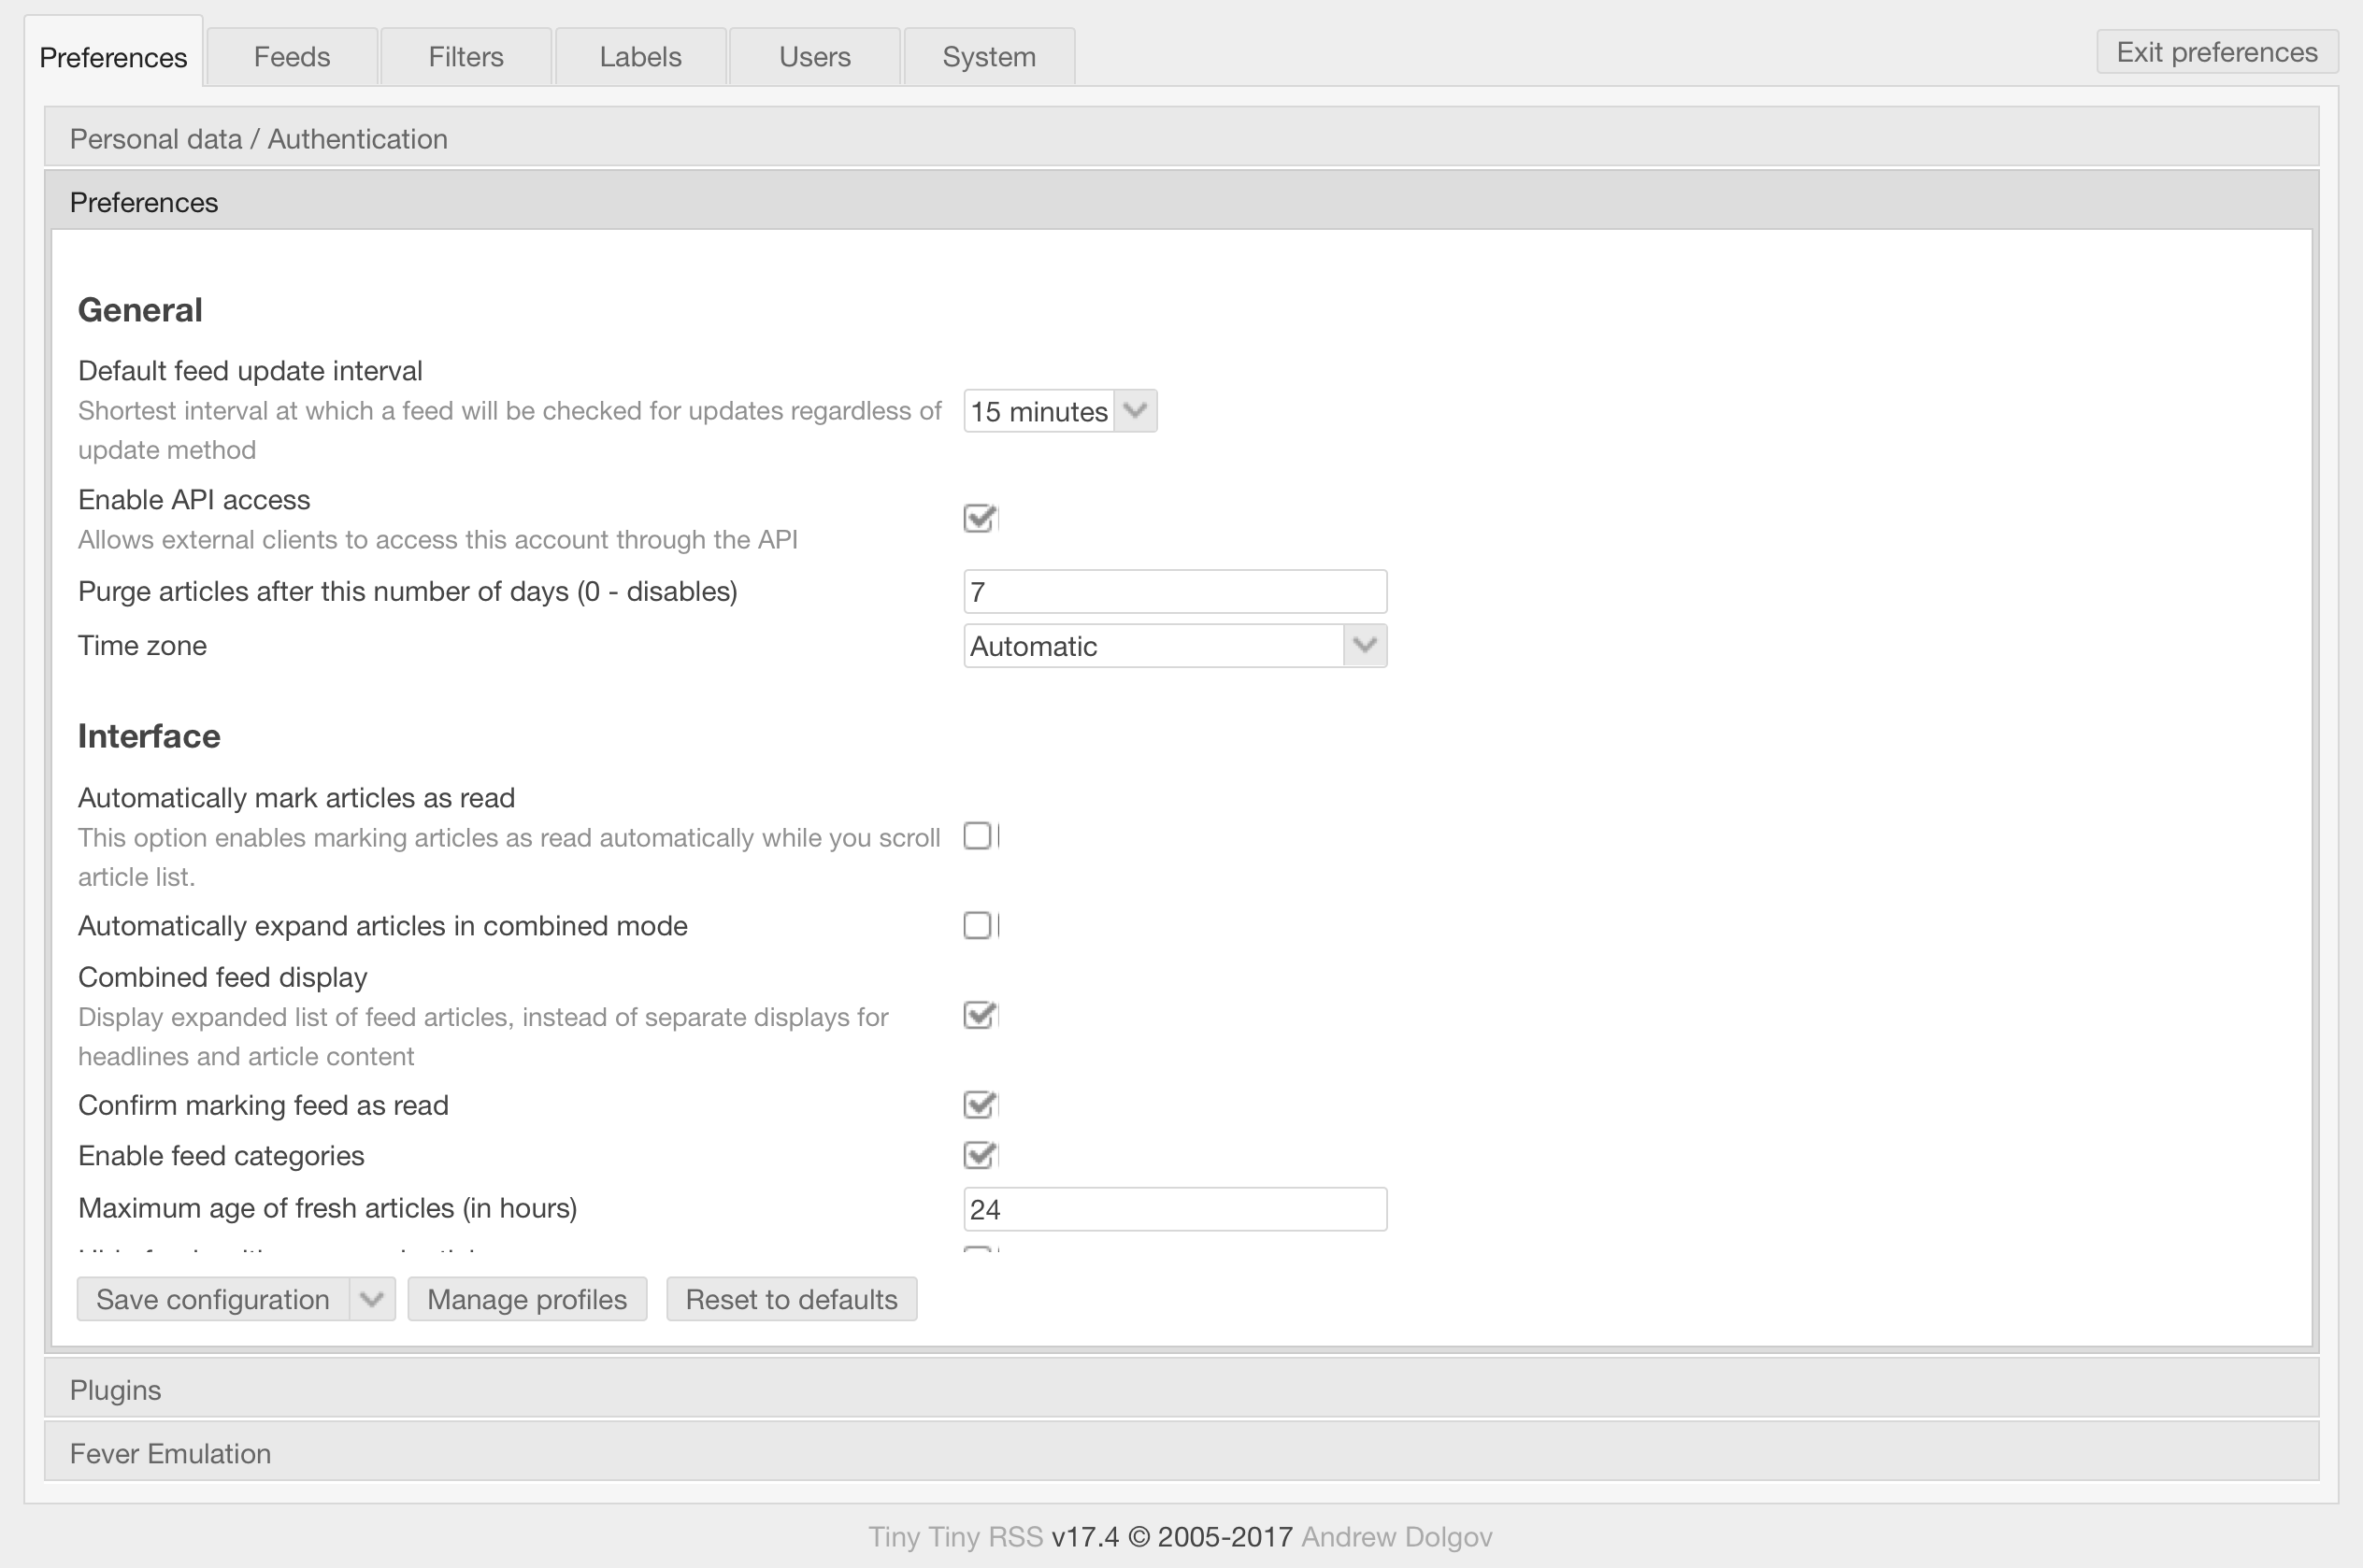 Preferences
Feeds
Filters
Labels
Users
System
Exit preferences
Personal data / Authentication
Preferences
General
Default feed update interval
Shortest interval at which a feed will be checked for updates regardless of
update method
15 minutes
Enable API access
Allows external clients to access this account through the API
Purge articles after this number of days (0 - disables)
7
Time zone
Automatic
Interface
Automatically mark articles as read
This option enables marking articles as read automatically while you scroll
article list.
Automatically expand articles in combined mode
Combined feed display
Display expanded list of feed articles, instead of separate displays for
headlines and article content
Confirm marking feed as read
Enable feed categories
Maximum age of fresh articles (in hours)
24
Save configuration
Manage profiles
Reset to defaults
Plugins
Fever Emulation
Tiny Tiny RSS v17.4 © 2005-2017 Andrew Dolgov